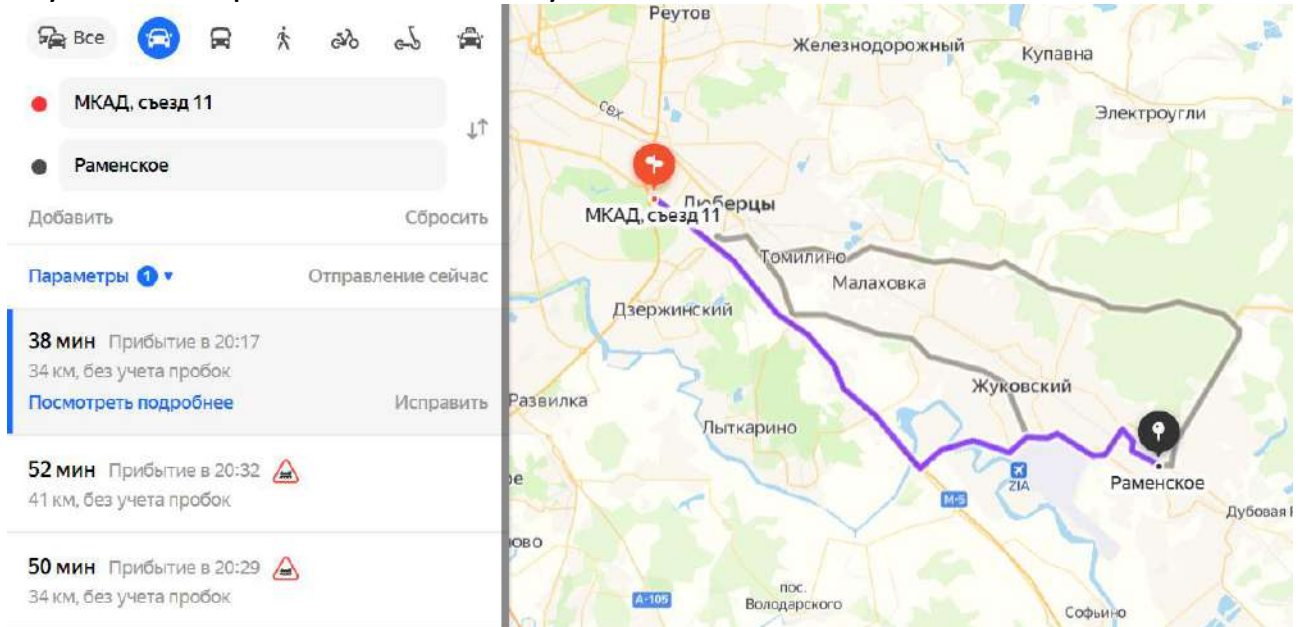 Все
МКАД, съезд 11
Раменское
Добавить
Сбросить
Параметры 1
Отправление сейчас
38 мин Прибытие в 20:17
34 км, без учета пробок
Посмотреть подробнее
Исправить
52 мин Прибытие в 20:32
41 км, без учета пробок
50 мин Прибытие в 20:29
34 км, без учета пробок
Реутов
Железнодорожный
Купавна
Электроугли
Люберцы
МКАД, съезд 11
Томилино
Малаховка
Дзержинский
Жуковский
Развилка
Лыткарино
ZIA
Раменское
М-5
Дубовая
А-105
пос.
Володарского
Софьино